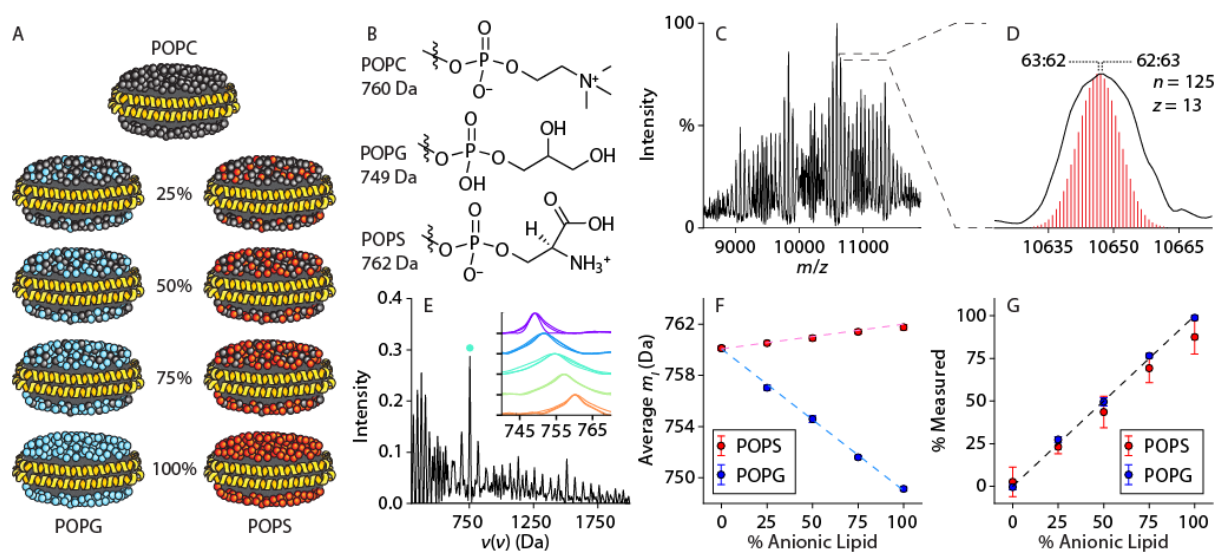 A
POPC
25%
50%
75%
100%
POPG
POPS
B
POPC
760 Da
O
O
P
O
O⁻
N⁺
POPG
749 Da
O
O
P
O
OH
OH
OH
POPS
762 Da
O
O
P
O
O⁻
H
O
OH
NH₃⁺
C
100
%
0
Intensity
9000
10000
11000
m/z
D
63:62
62:63
n = 125
z = 13
10635
10650
10665
E
0.4
0.3
0.2
0.1
0.0
Intensity
745
755
765
750
1250
1750
ν(ν) (Da)
F
762
758
754
750
Average mₗ (Da)
POPS
POPG
0
25
50
75
100
% Anionic Lipid
G
100
75
50
25
0
% Measured
POPS
POPG
0
25
50
75
100
% Anionic Lipid